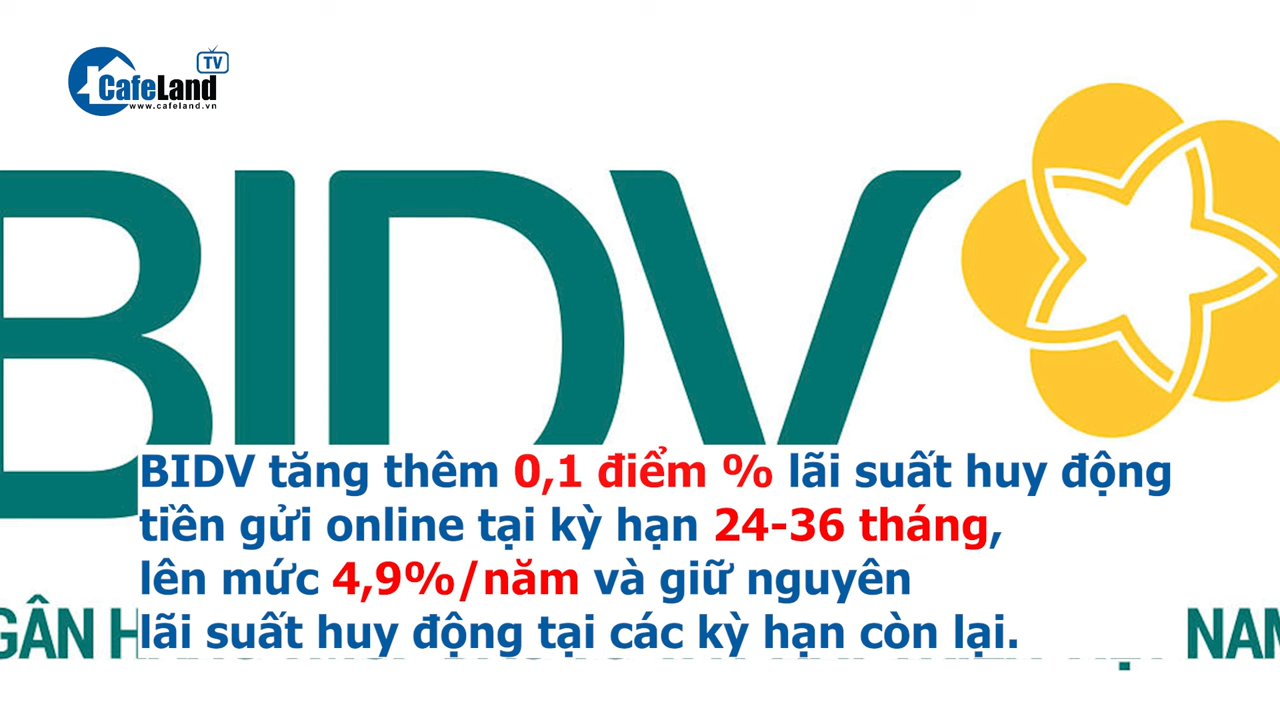 CafeLand TV
www.cafeland.vn
BIDV
BIDV tăng thêm 0,1 điểm % lãi suất huy động
tiền gửi online tại kỳ hạn 24-36 tháng,
lên mức 4,9%/năm và giữ nguyên
lãi suất huy động tại các kỳ hạn còn lại.
GÂN H
NAM